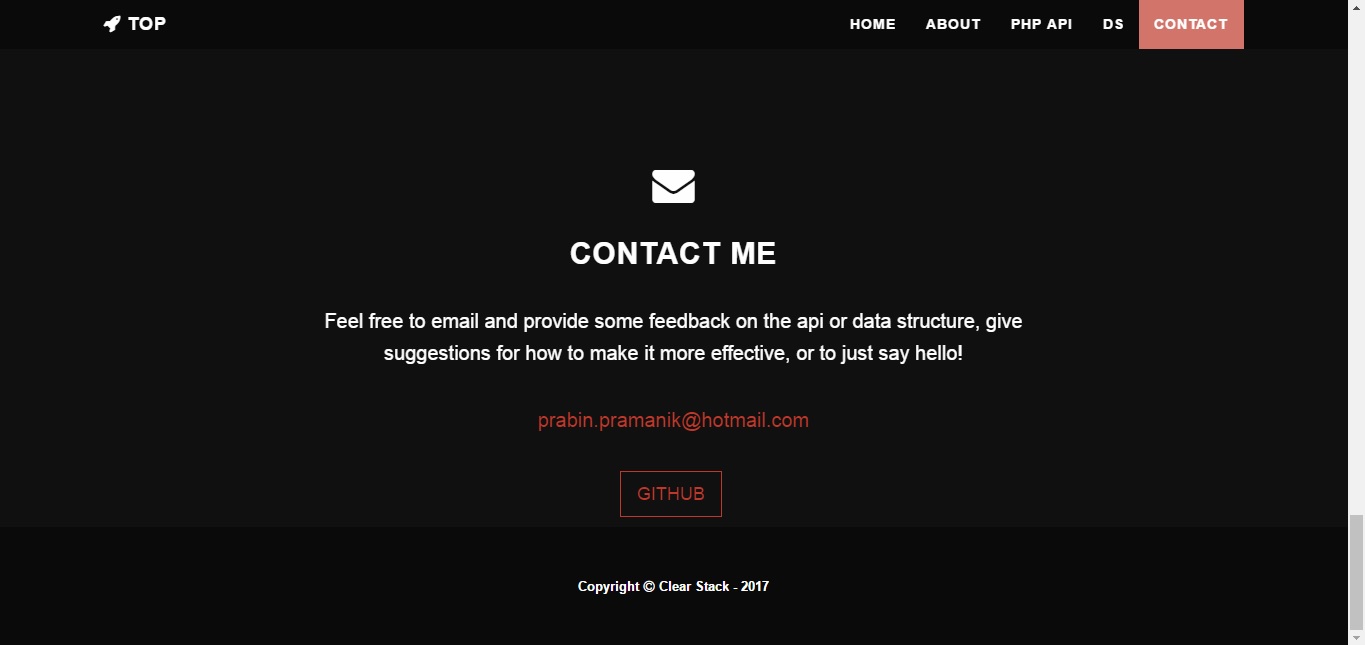 TOP
HOME ABOUT PHP API DS CONTACT
CONTACT ME
Feel free to email and provide some feedback on the api or data structure, give
suggestions for how to make it more effective, or to just say hello!
prabin.pramanik@hotmail.com
GITHUB
Copyright © Clear Stack - 2017